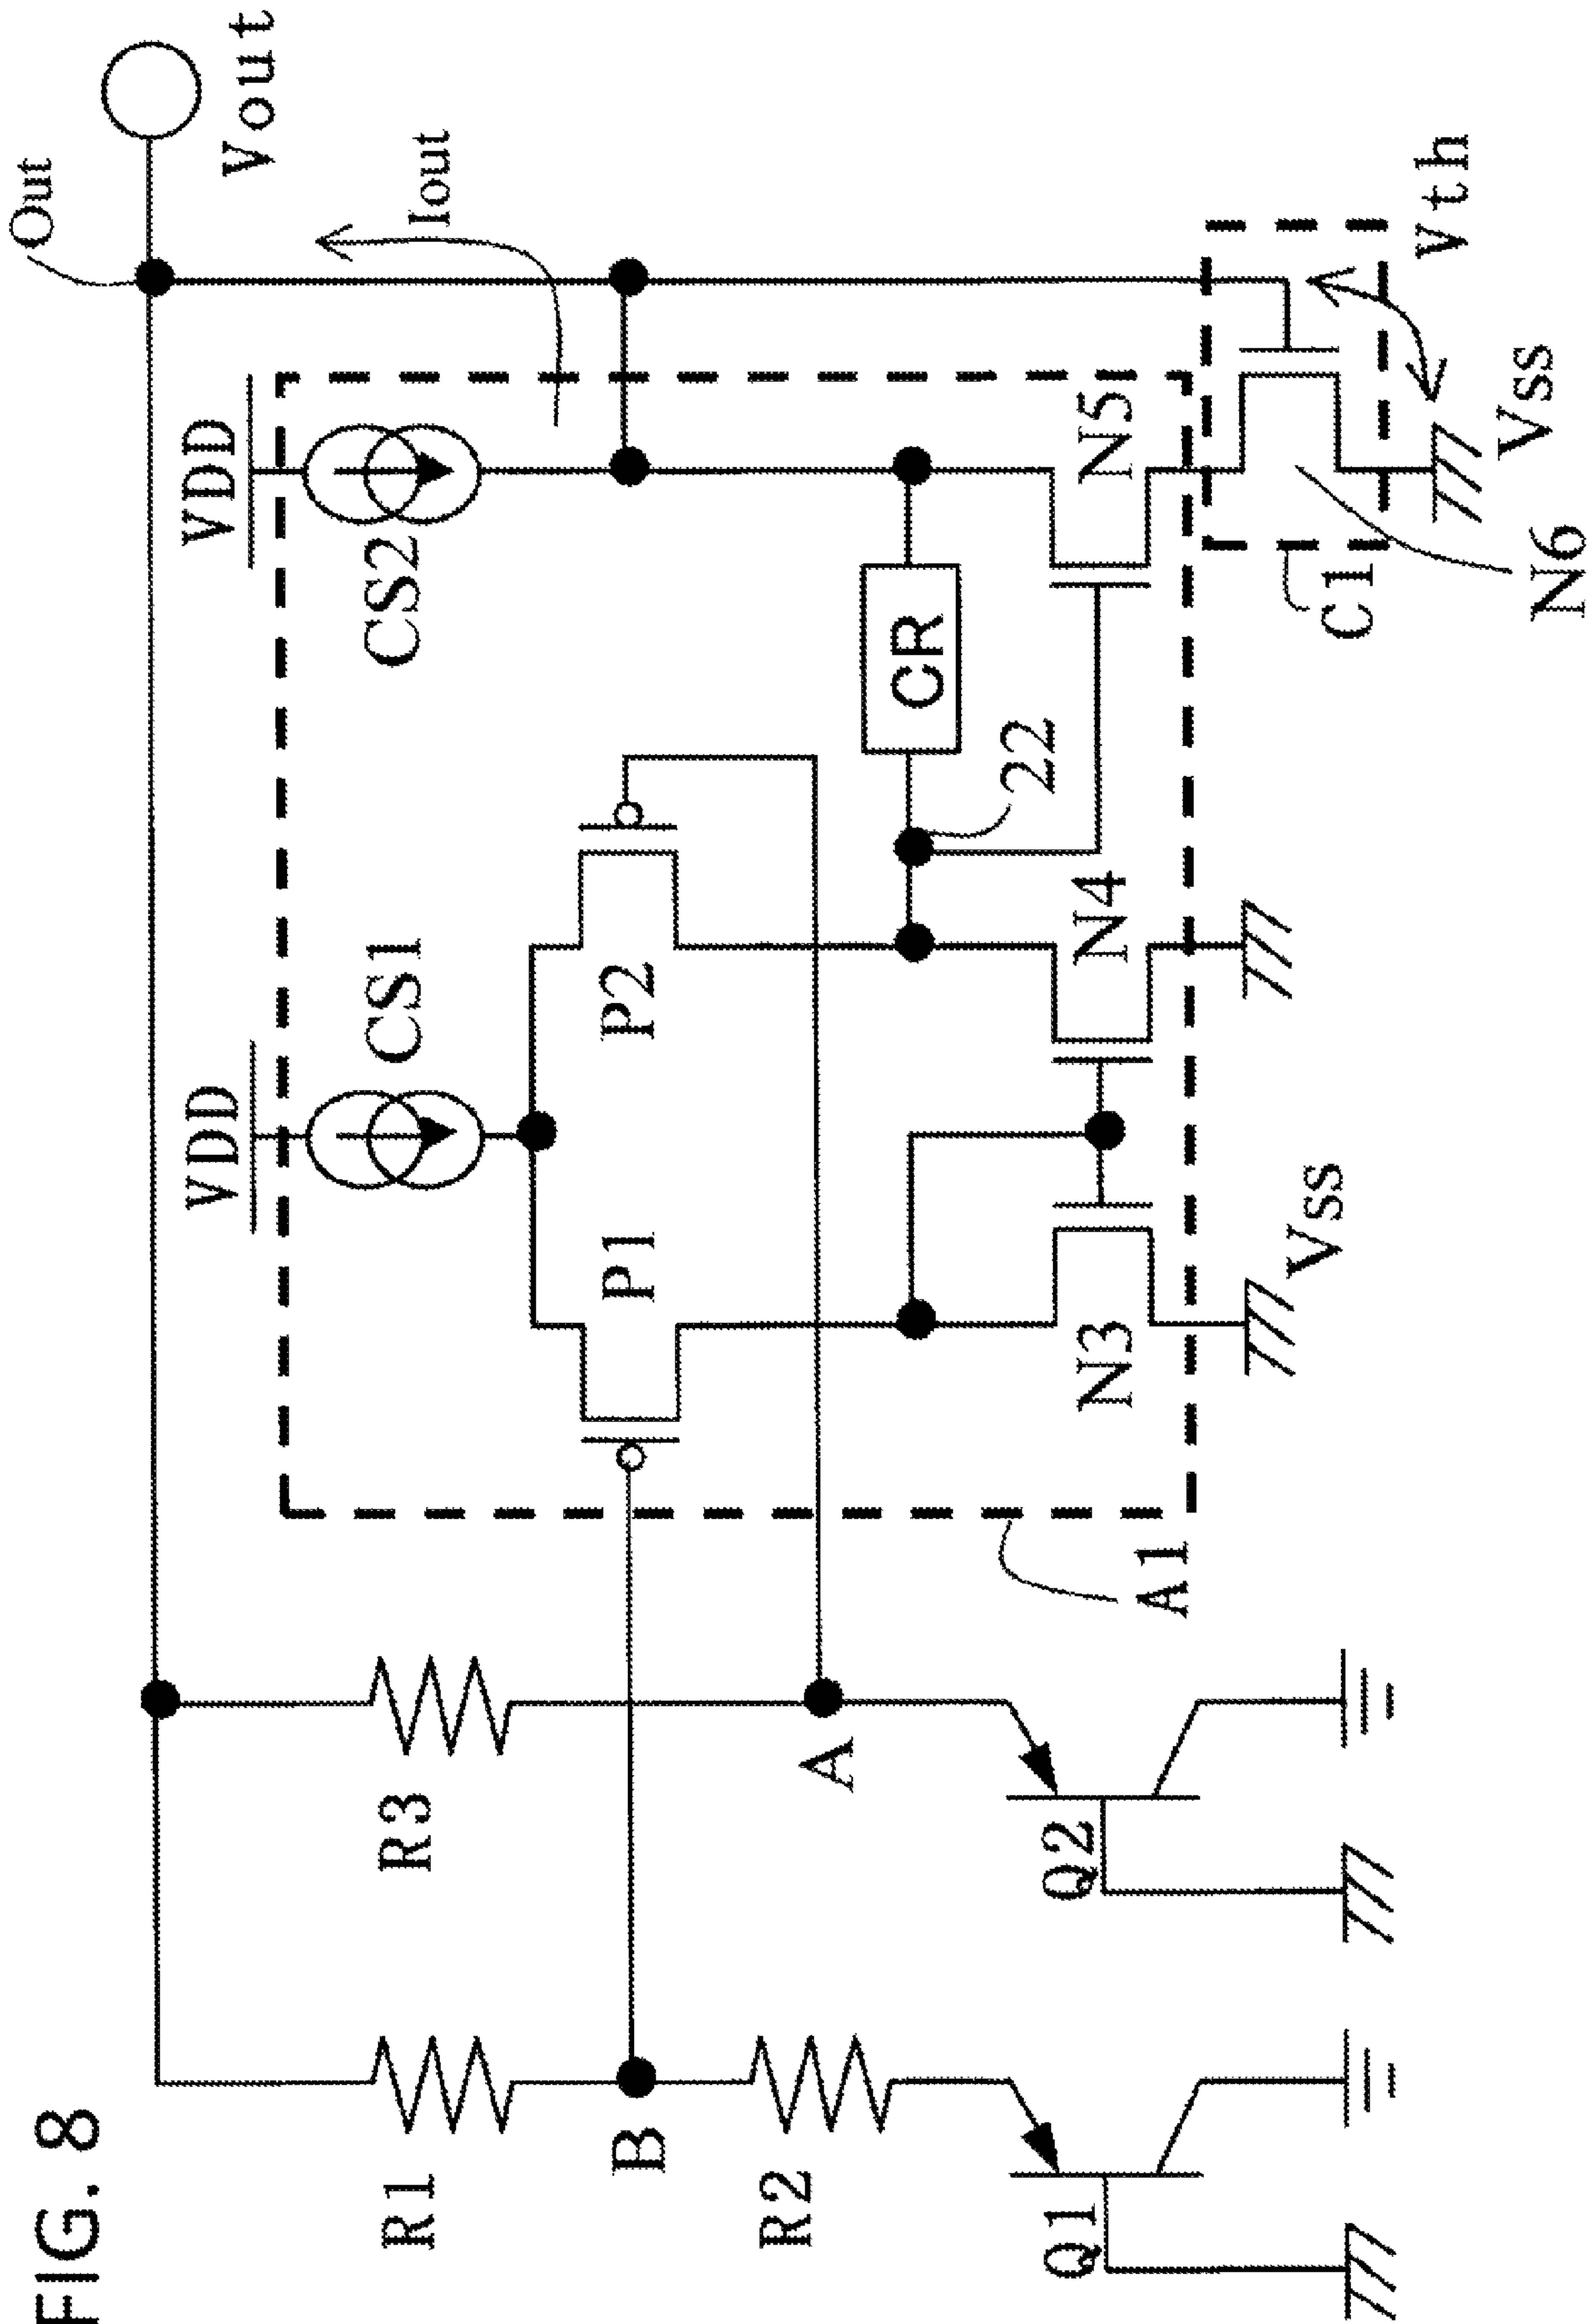 FIG. 8
Out
Vout
VDD
VDD
Iout
CS1
CS2
R1
R3
B
P1
P2
R2
A
CR
22
Q1
Q2
N3
N4
N5
A1
Vss
C1
Vth
N6
Vss